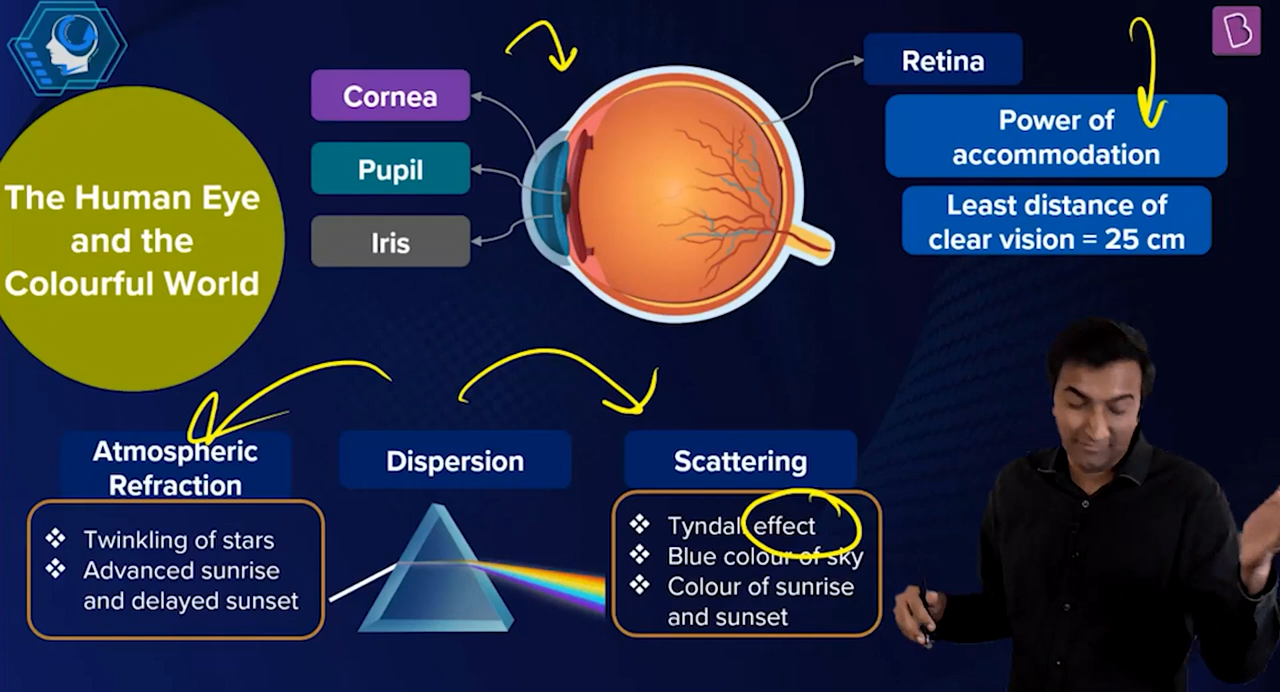 The Human Eye
and the
Colourful World
Cornea
Pupil
Iris
Retina
Power of
accommodation
Least distance of
clear vision = 25 cm
Atmospheric
Refraction
❖ Twinkling of stars
❖ Advanced sunrise
and delayed sunset
Dispersion
Scattering
❖ Tyndall effect
❖ Blue colour of sky
❖ Colour of sunrise
and sunset
B